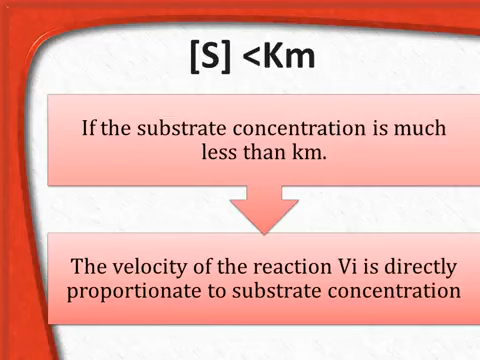 [S] <Km
If the substrate concentration is much
less than km.
The velocity of the reaction Vi is directly
proportionate to substrate concentration